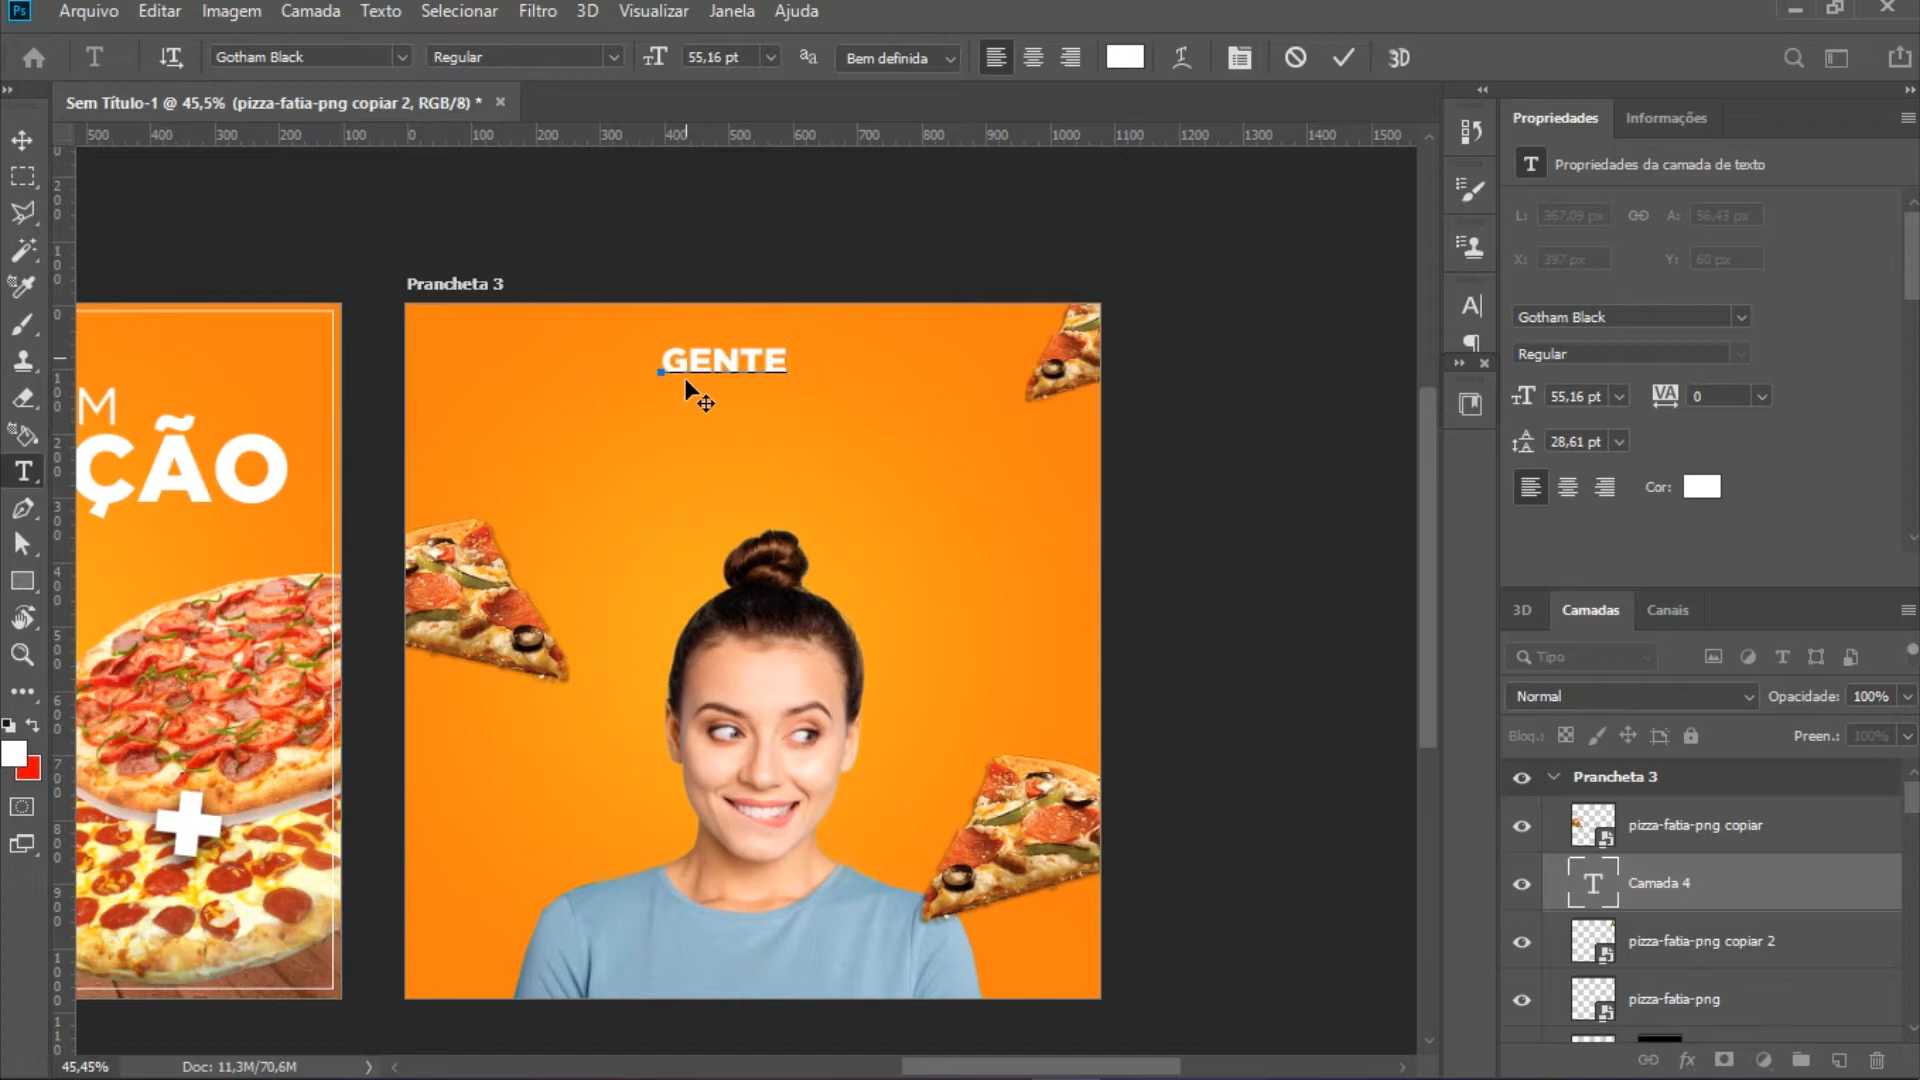 Ps Arquivo Editar Imagem Camada Texto Selecionar Filtro 3D Visualizar Janela Ajuda
T Gotham Black Regular 55,16 pt Bem definida 3D
Sem Título-1 @ 45,5% (pizza-fatia-png copiar 2, RGB/8) *
500 400 300 200 100 0 100 200 300 400 500 600 700 800 900 1000 1100 1200 1300 1400 1500
Prancheta 3
GENTE
M
ÇÃO
Propriedades Informações
T Propriedades da camada de texto
L: 367,09 px A: 56,43 px
X: 397 px Y: 60 px
Gotham Black
Regular
55,16 pt VA 0
28,61 pt
Cor:
3D Camadas Canais
Tipo
Normal Opacidade: 100%
Bloq.: Preen.: 100%
Prancheta 3
pizza-fatia-png copiar
T Camada 4
pizza-fatia-png copiar 2
pizza-fatia-png
45,45% Doc: 11,3M/70,6M